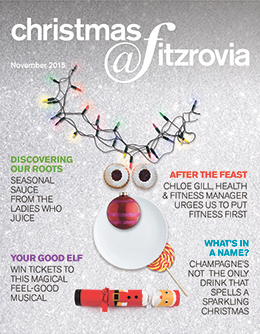 christmas
@fitzrovia
November 2015
DISCOVERING
OUR ROOTS
SEASONAL
SAUCE
FROM THE
LADIES WHO
JUICE
AFTER THE FEAST
CHLOE GILL, HEALTH
& FITNESS MANAGER
URGES US TO PUT
FITNESS FIRST
YOUR GOOD ELF
WIN TICKETS TO
THIS MAGICAL
FEEL-GOOD
MUSICAL
WHAT'S IN
A NAME?
CHAMPAGNE'S
NOT THE ONLY
DRINK THAT
SPELLS A
SPARKLING
CHRISTMAS